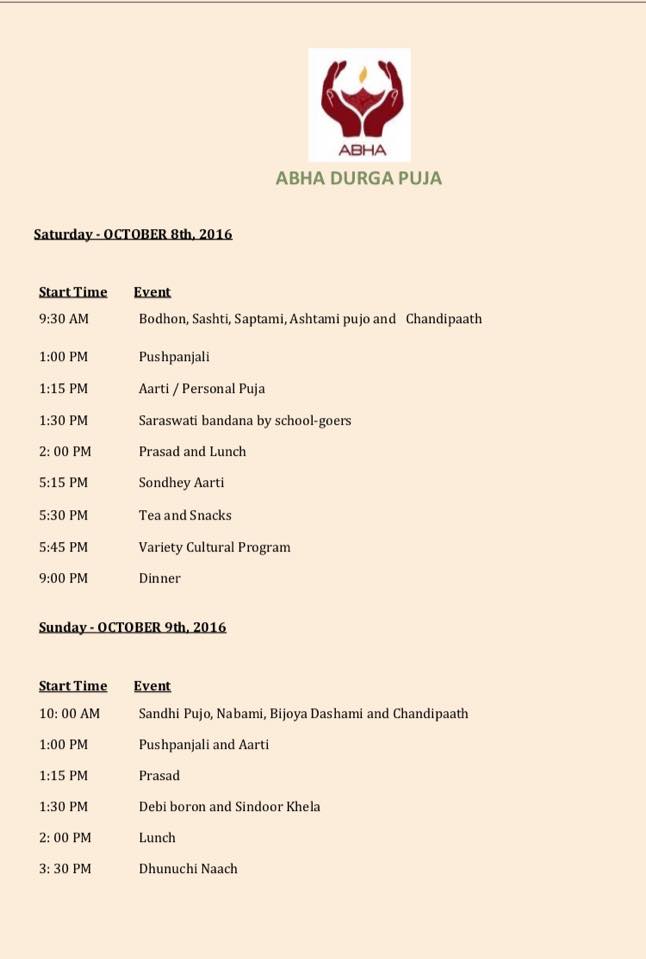 ABHA
ABHA DURGA PUJA
Saturday - OCTOBER 8th, 2016
Start Time Event
9:30 AM Bodhon, Sashti, Saptami, Ashtami pujo and Chandipaath
1:00 PM Pushpanjali
1:15 PM Aarti / Personal Puja
1:30 PM Saraswati bandana by school-goers
2: 00 PM Prasad and Lunch
5:15 PM Sondhey Aarti
5:30 PM Tea and Snacks
5:45 PM Variety Cultural Program
9:00 PM Dinner
Sunday - OCTOBER 9th, 2016
Start Time Event
10: 00 AM Sandhi Pujo, Nabami, Bijoya Dashami and Chandipaath
1:00 PM Pushpanjali and Aarti
1:15 PM Prasad
1:30 PM Debi boron and Sindoor Khela
2: 00 PM Lunch
3: 30 PM Dhunuchi Naach